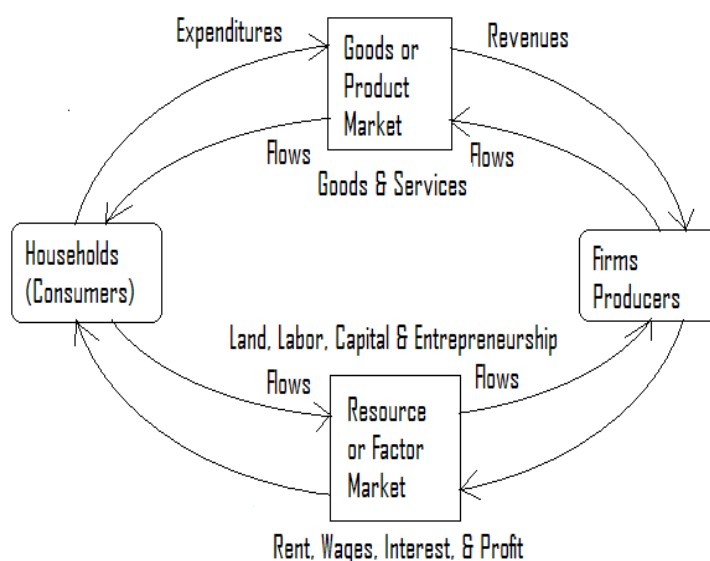 Expenditures
Goods or
Product
Market
Revenues
Flows
Flows
Goods & Services
Households
(Consumers)
Firms
Producers
Land, Labor, Capital & Entrepreneurship
Flows
Flows
Resource
or Factor
Market
Rent, Wages, Interest, & Profit